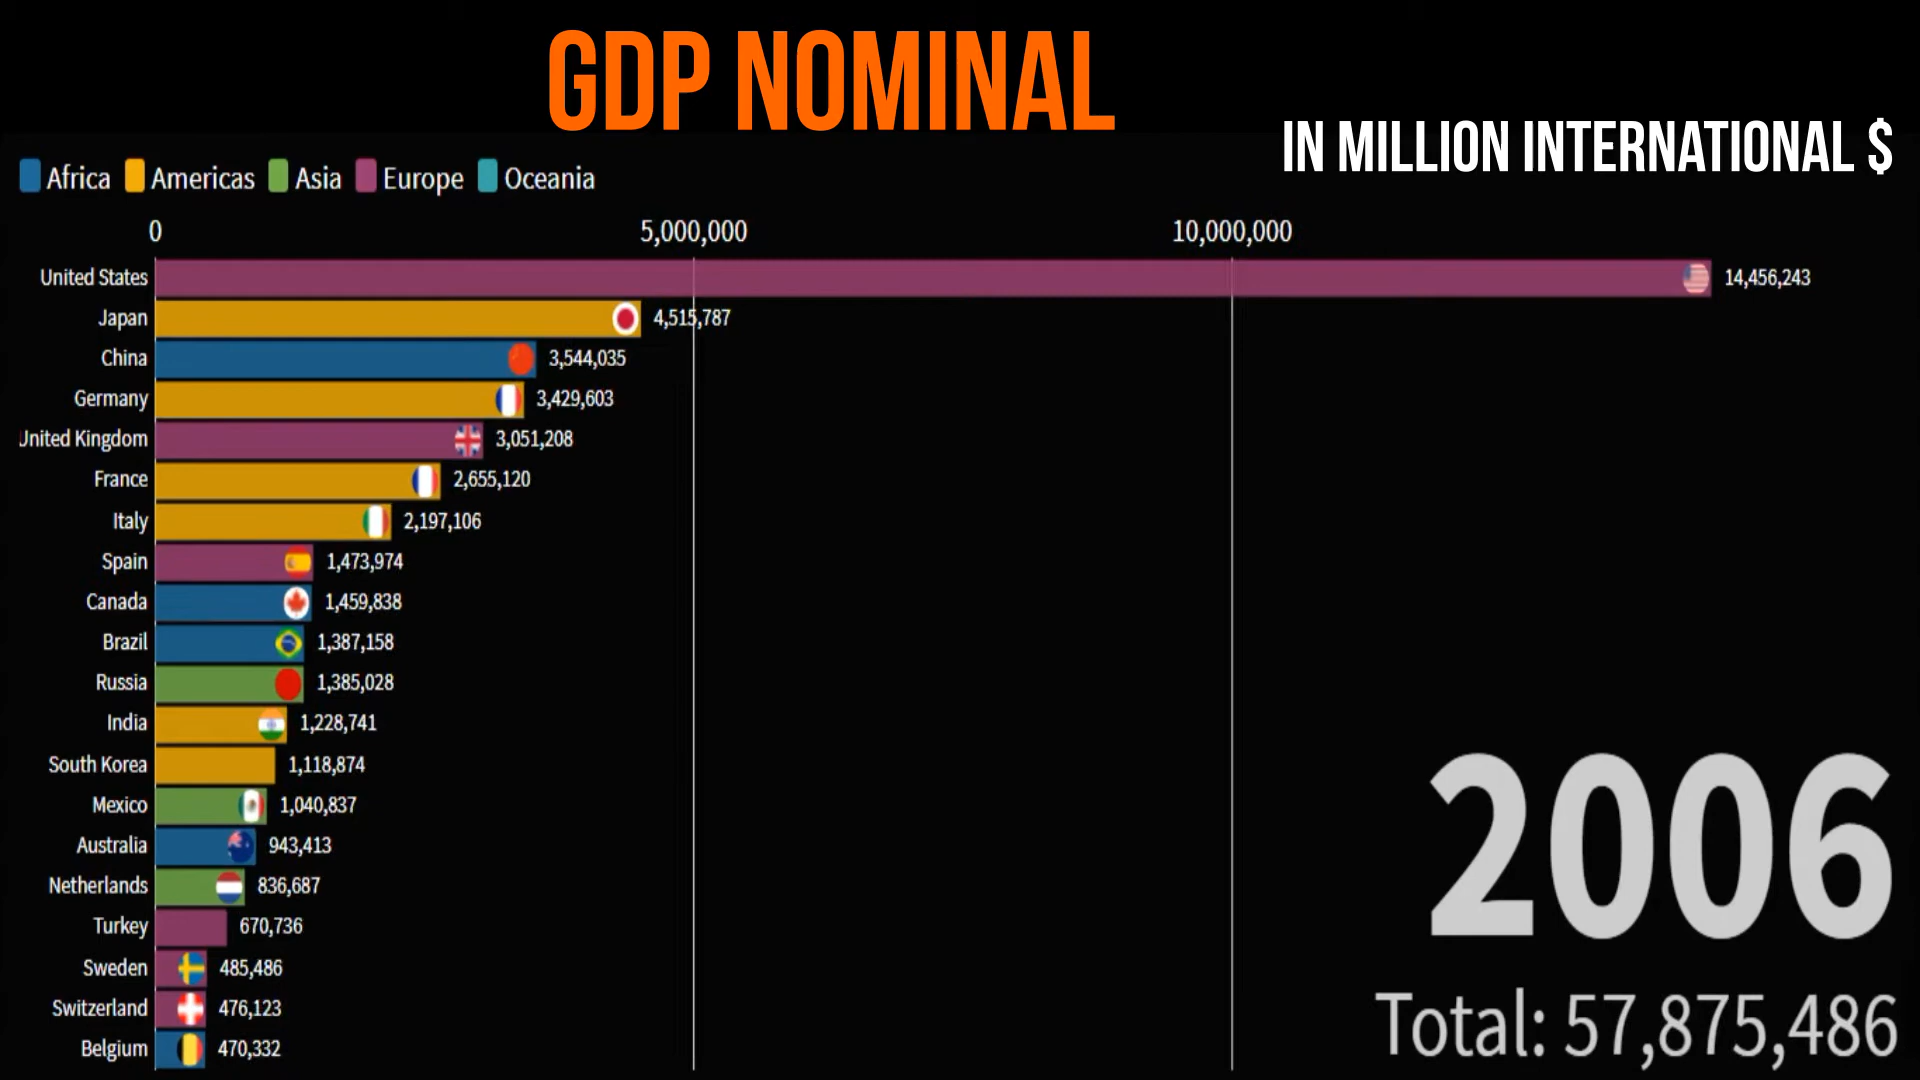 GDP NOMINAL
IN MILLION INTERNATIONAL $
Africa Americas Asia Europe Oceania
0 5,000,000 10,000,000
United States 14,456,243
Japan 4,515,787
China 3,544,035
Germany 3,429,603
United Kingdom 3,051,208
France 2,655,120
Italy 2,197,106
Spain 1,473,974
Canada 1,459,838
Brazil 1,387,158
Russia 1,385,028
India 1,228,741
South Korea 1,118,874
Mexico 1,040,837
Australia 943,413
Netherlands 836,687
Turkey 670,736
Sweden 485,486
Switzerland 476,123
Belgium 470,332
2006
Total: 57,875,486